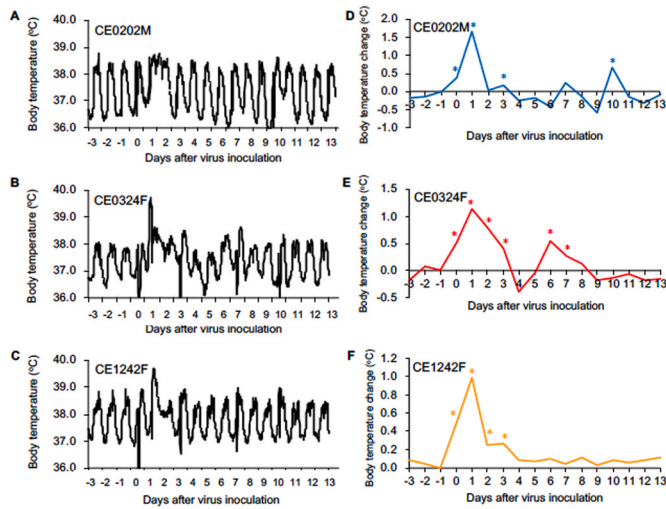 A
CE0202M
Body temperature (ºC)
40.0
39.0
38.0
37.0
36.0
-3 -2 -1 0 1 2 3 4 5 6 7 8 9 10 11 12 13
Days after virus inoculation
D
CE0202M
Body temperature change (ºC)
2.0
1.5
1.0
0.5
0.0
-0.5
1.0
-3 -2 -1 0 1 2 3 4 5 6 7 8 9 10 11 12 13
Days after virus inoculation
B
CE0324F
Body temperature (ºC)
40.0
39.0
38.0
37.0
36.0
-3 -2 -1 0 1 2 3 4 5 6 7 8 9 10 11 12 13
Days after virus inoculation
E
CE0324F
Body temperature change (ºC)
1.5
1.0
0.5
0.0
-0.5
-3 -2 -1 0 1 2 3 4 5 6 7 8 9 10 11 12 13
Days after virus inoculation
C
CE1242F
Body temperature (ºC)
40.0
39.0
38.0
37.0
36.0
-3 -2 -1 0 1 2 3 4 5 6 7 8 9 10 11 12 13
Days after virus inoculation
F
CE1242F
Body temperature change (ºC)
1.2
1.0
0.8
0.6
0.4
0.2
0.0
-3 -2 -1 0 1 2 3 4 5 6 7 8 9 10 11 12 13
Days after virus inoculation